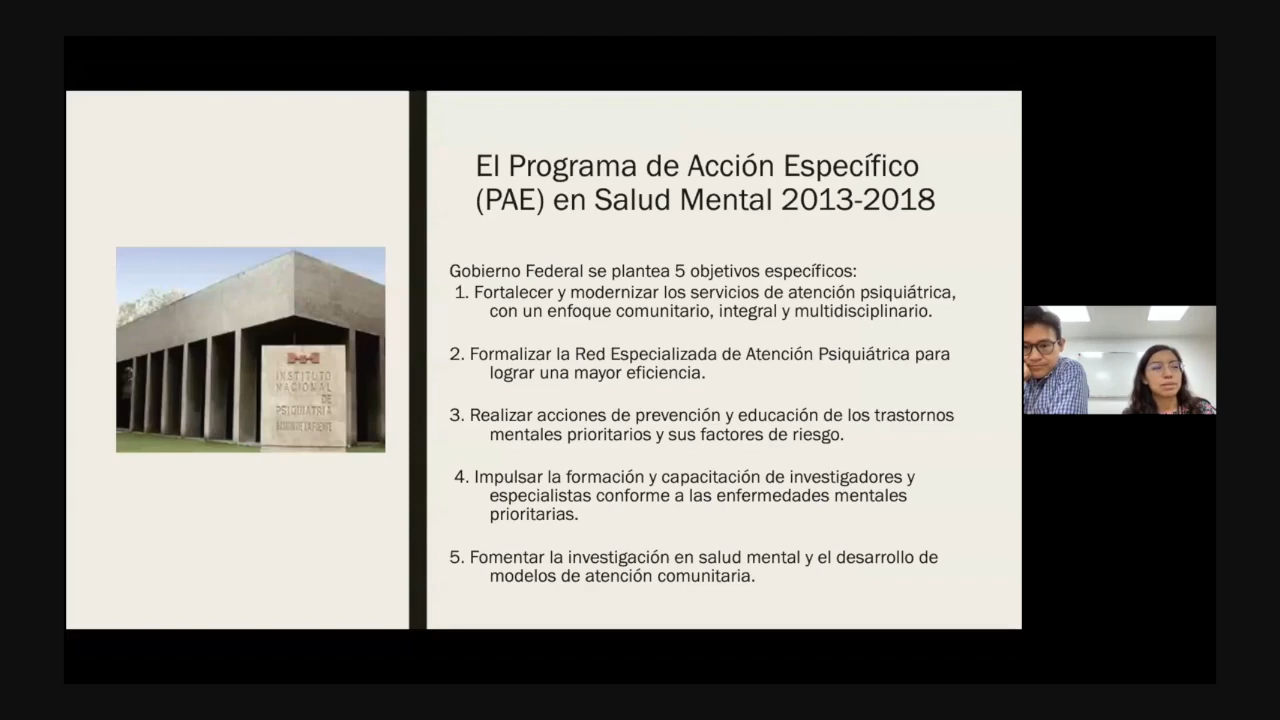 El Programa de Acción Específico
(PAE) en Salud Mental 2013-2018
INSTITUTO
NACIONAL
DE
PSIQUIATRIA
Gobierno Federal se plantea 5 objetivos específicos:
1. Fortalecer y modernizar los servicios de atención psiquiátrica,
con un enfoque comunitario, integral y multidisciplinario.
2. Formalizar la Red Especializada de Atención Psiquiátrica para
lograr una mayor eficiencia.
3. Realizar acciones de prevención y educación de los trastornos
mentales prioritarios y sus factores de riesgo.
4. Impulsar la formación y capacitación de investigadores y
especialistas conforme a las enfermedades mentales
prioritarias.
5. Fomentar la investigación en salud mental y el desarrollo de
modelos de atención comunitaria.